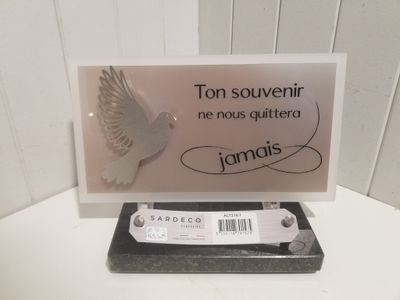 Ton souvenir
ne nous quittera
jamais
SARDECO